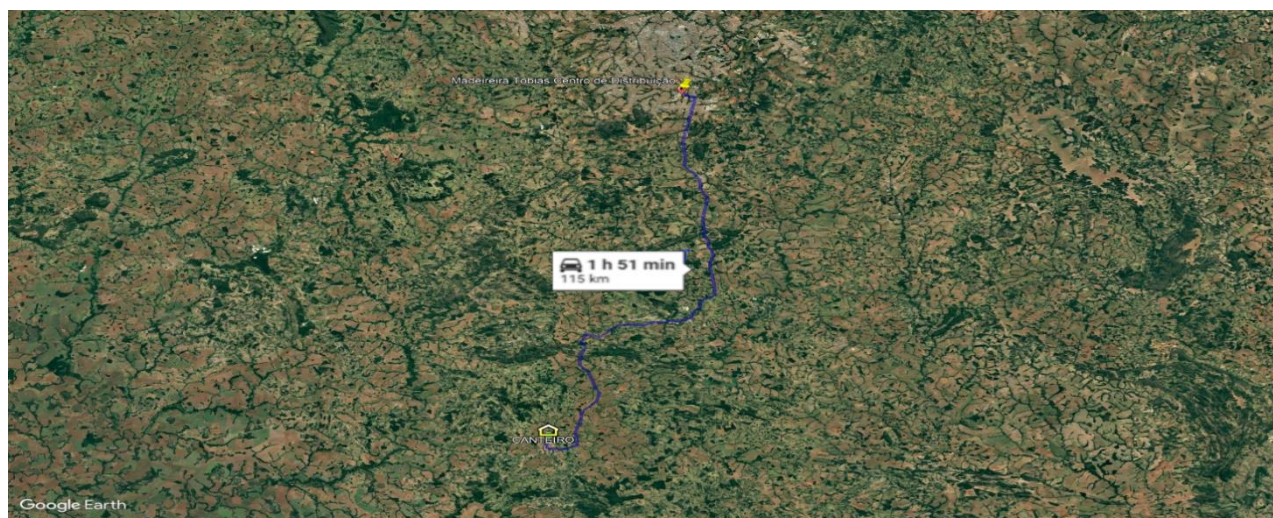 Madeireira Tobias Centro de Distribuição
1 h 51 min
115 km
CANTEIRO
Google Earth